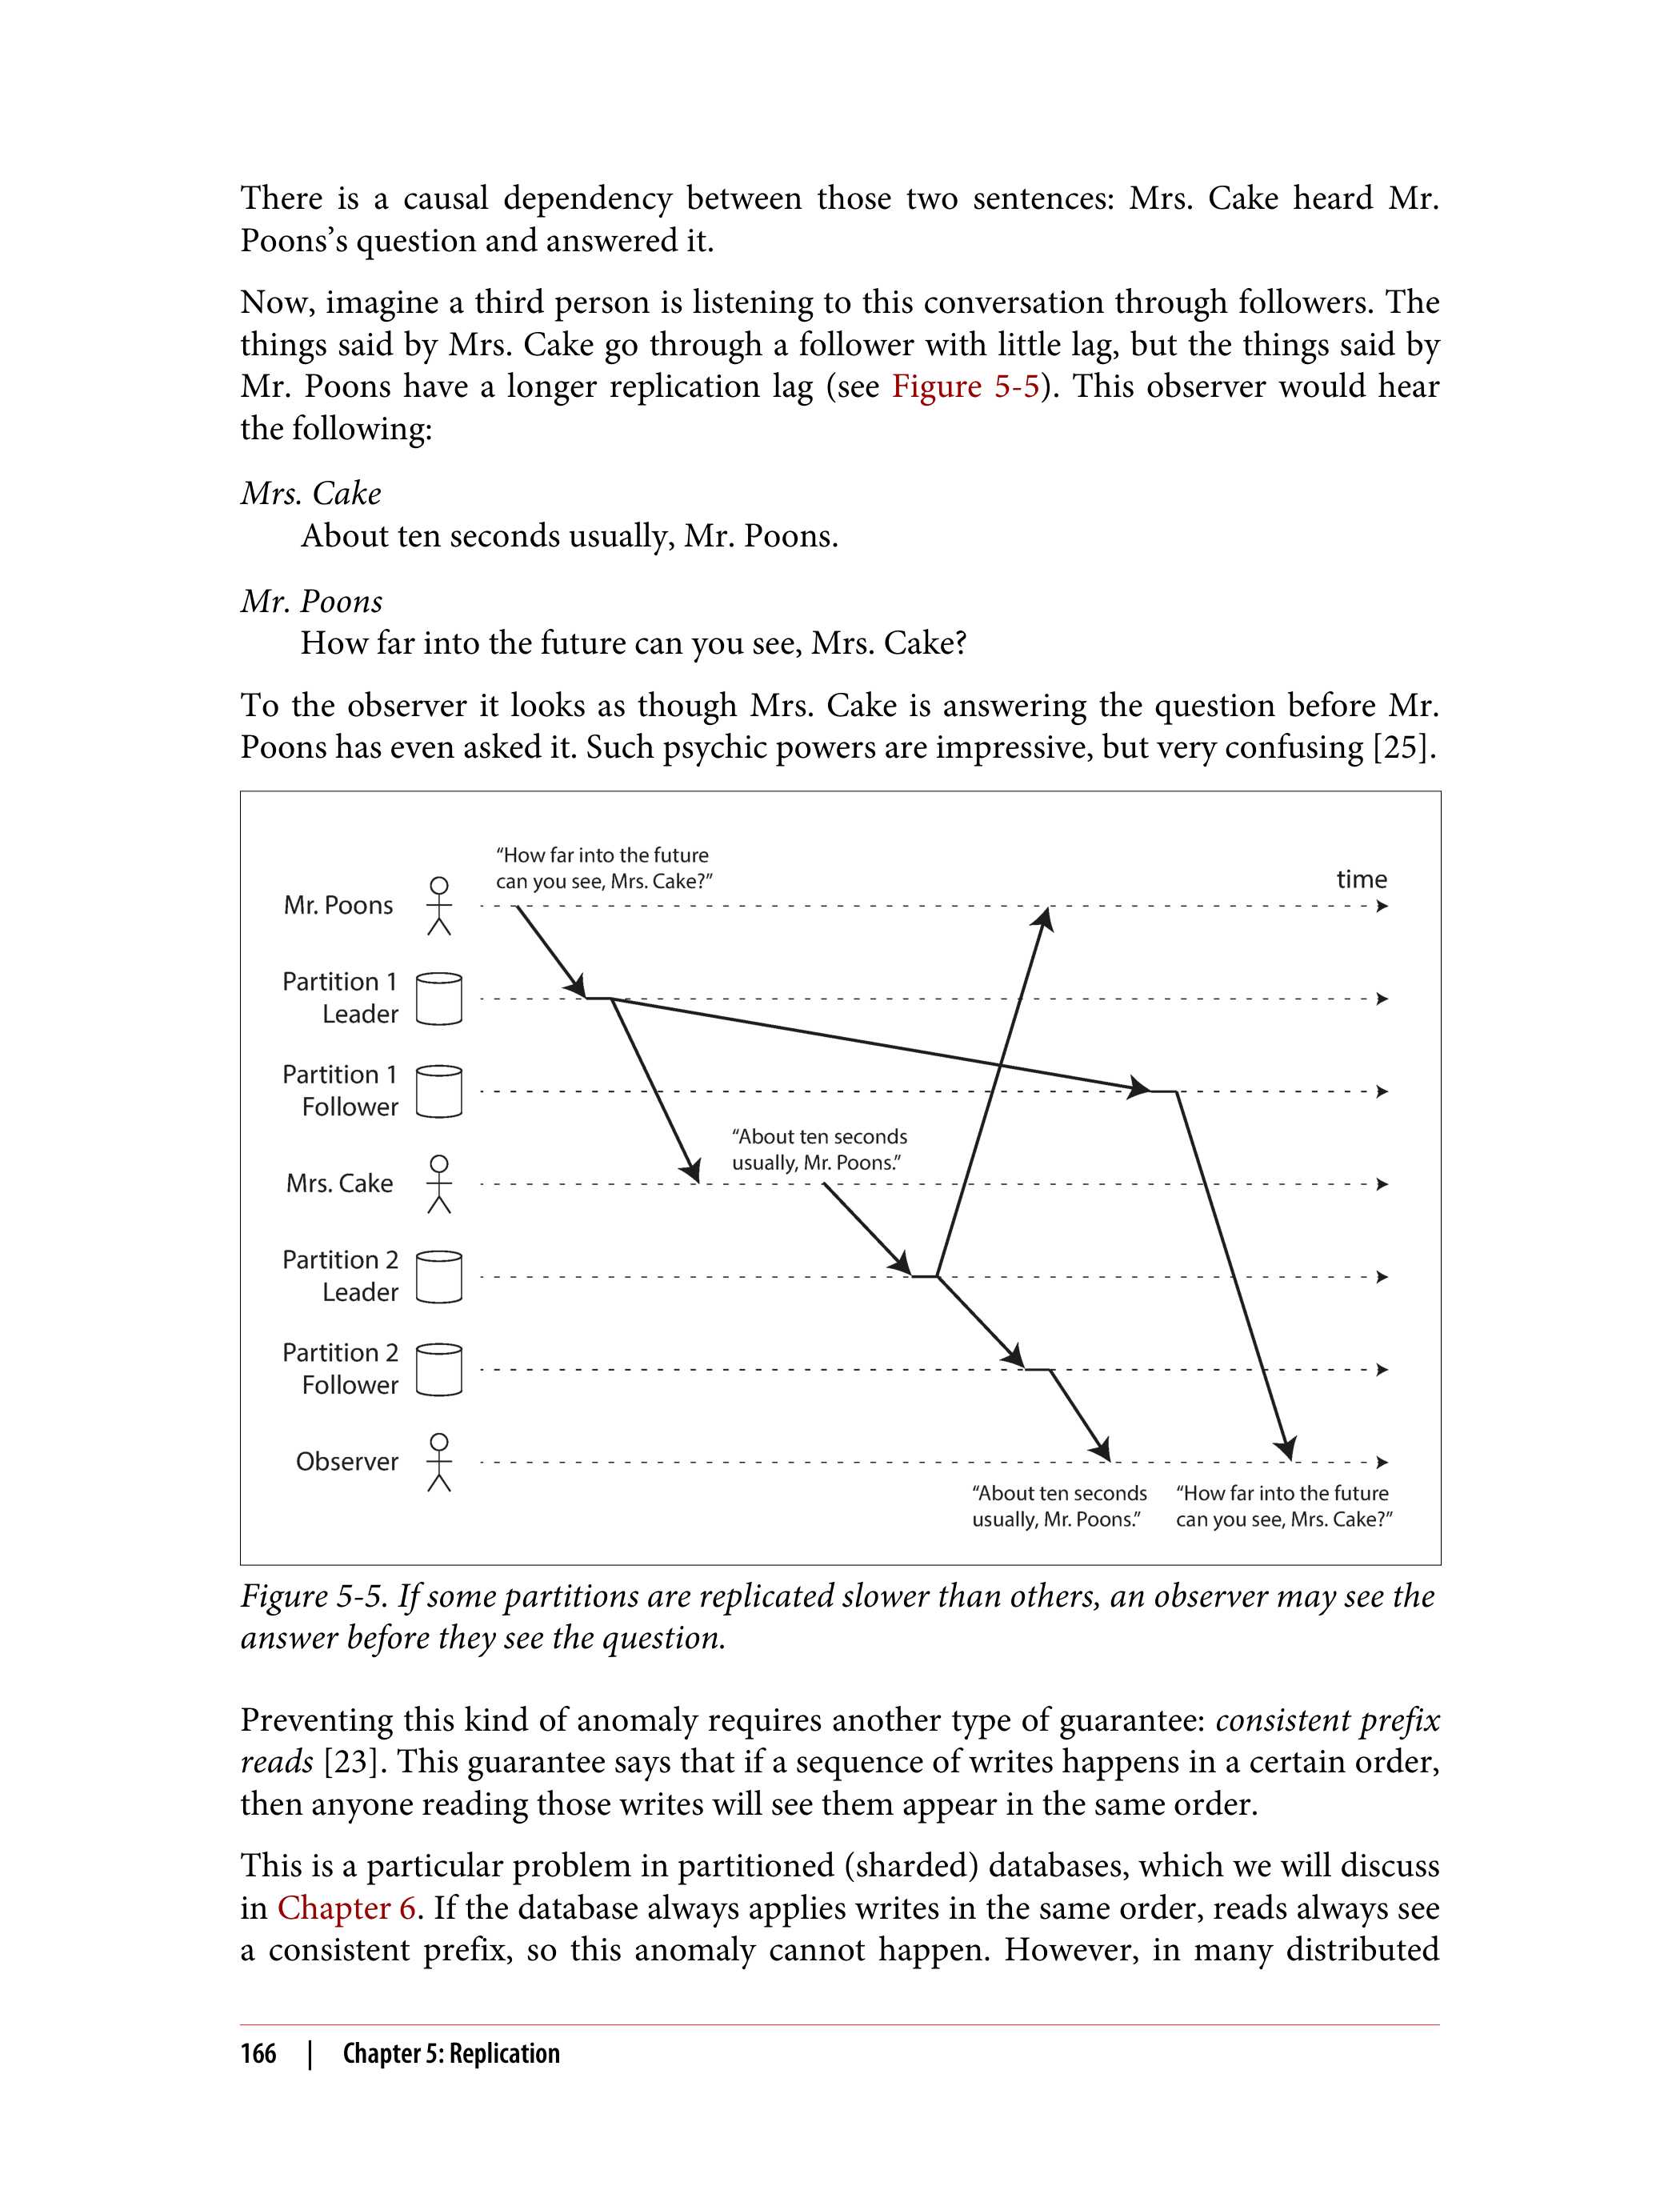 There is a causal dependency between those two sentences: Mrs. Cake heard Mr.
Poons’s question and answered it.
Now, imagine a third person is listening to this conversation through followers. The
things said by Mrs. Cake go through a follower with little lag, but the things said by
Mr. Poons have a longer replication lag (see Figure 5-5). This observer would hear
the following:
Mrs. Cake
About ten seconds usually, Mr. Poons.
Mr. Poons
How far into the future can you see, Mrs. Cake?
To the observer it looks as though Mrs. Cake is answering the question before Mr.
Poons has even asked it. Such psychic powers are impressive, but very confusing [25].
“How far into the future
can you see, Mrs. Cake?”
time
Mr. Poons
Partition 1
Leader
Partition 1
Follower
“About ten seconds
usually, Mr. Poons.”
Mrs. Cake
Partition 2
Leader
Partition 2
Follower
Observer
“About ten seconds
usually, Mr. Poons.”
“How far into the future
can you see, Mrs. Cake?”
Figure 5-5. If some partitions are replicated slower than others, an observer may see the
answer before they see the question.
Preventing this kind of anomaly requires another type of guarantee: consistent prefix
reads [23]. This guarantee says that if a sequence of writes happens in a certain order,
then anyone reading those writes will see them appear in the same order.
This is a particular problem in partitioned (sharded) databases, which we will discuss
in Chapter 6. If the database always applies writes in the same order, reads always see
a consistent prefix, so this anomaly cannot happen. However, in many distributed
166 | Chapter 5: Replication